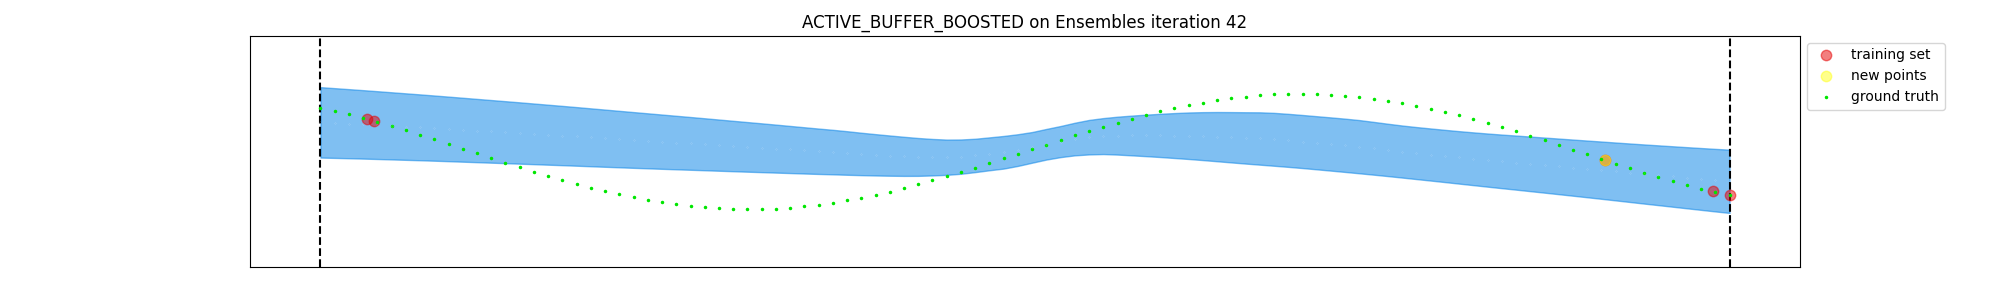 ACTIVE_BUFFER_BOOSTED on Ensembles iteration 42
training set
new points
ground truth